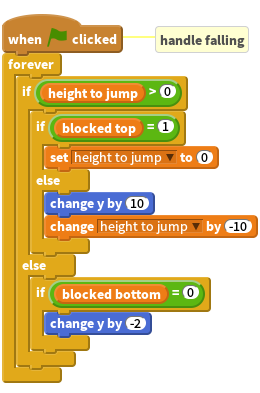 when clicked handle falling
forever
if height to jump > 0
if blocked top = 1
set height to jump to 0
else
change y by 10
change height to jump by -10
else
if blocked bottom = 0
change y by -2